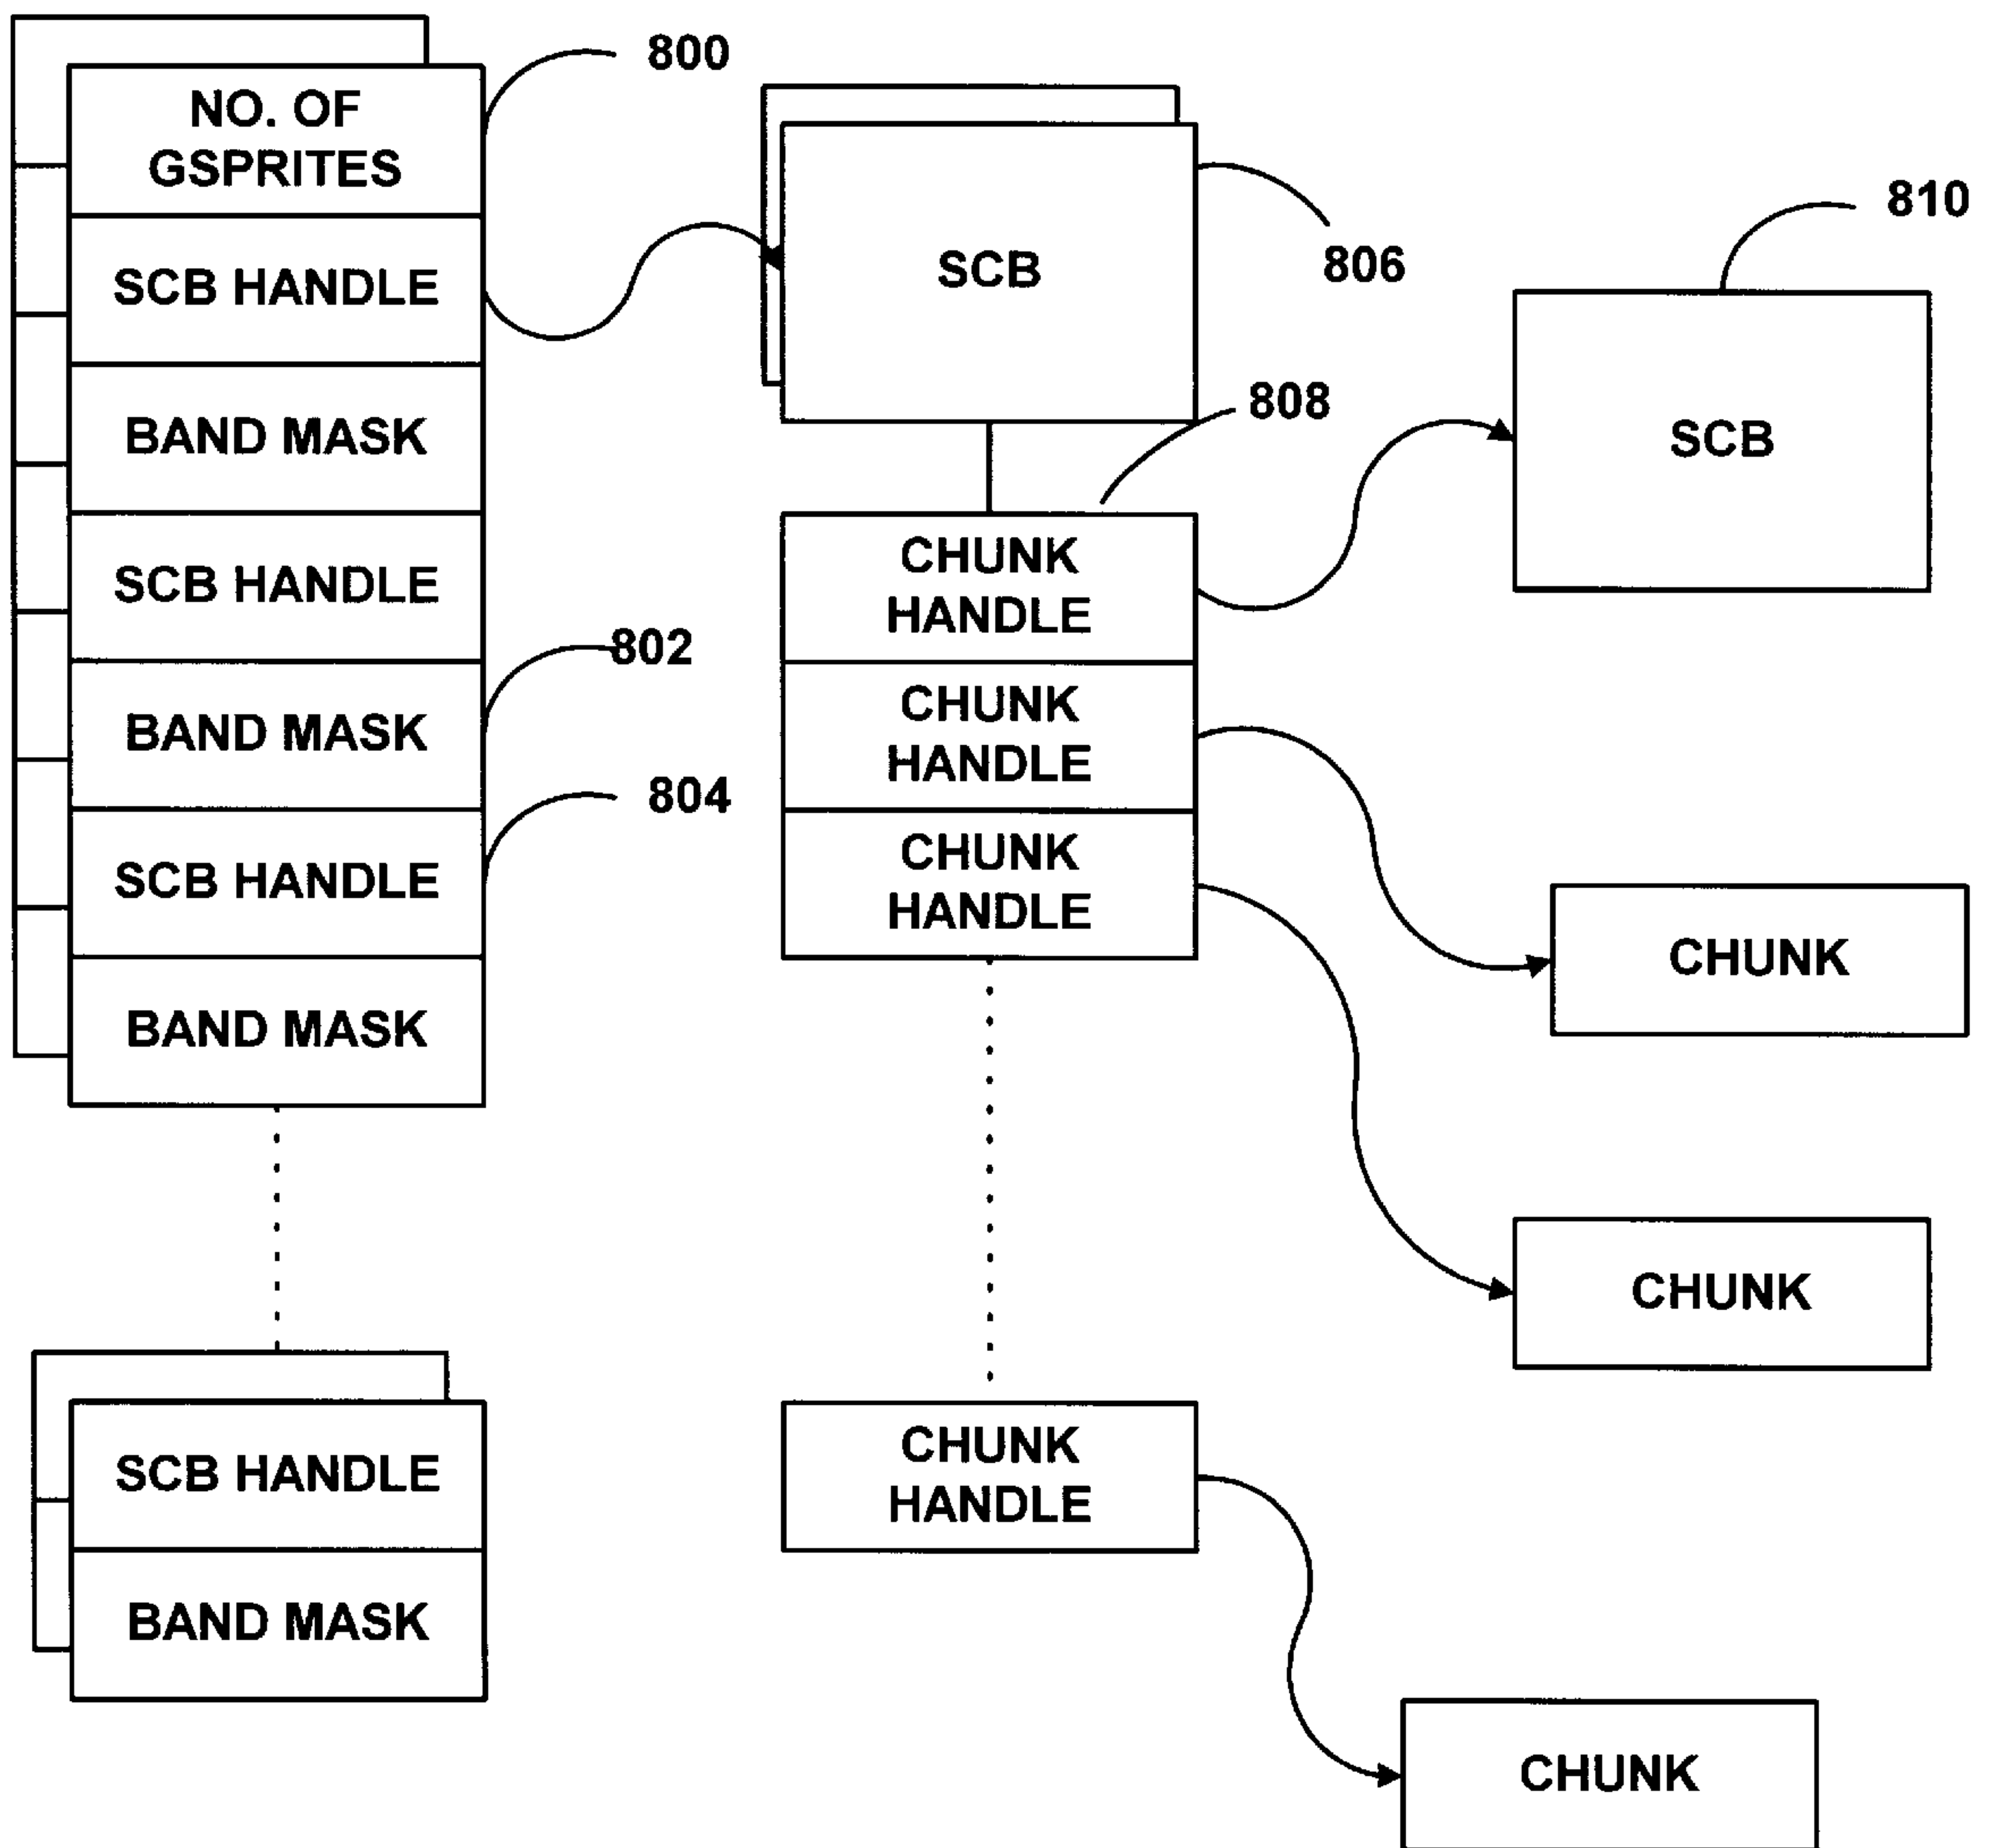 800
NO. OF
GSPRITES
SCB HANDLE
BAND MASK
SCB HANDLE
802
BAND MASK
804
SCB HANDLE
BAND MASK
SCB HANDLE
BAND MASK
SCB
806
808
CHUNK
HANDLE
CHUNK
HANDLE
CHUNK
HANDLE
CHUNK
HANDLE
810
SCB
CHUNK
CHUNK
CHUNK